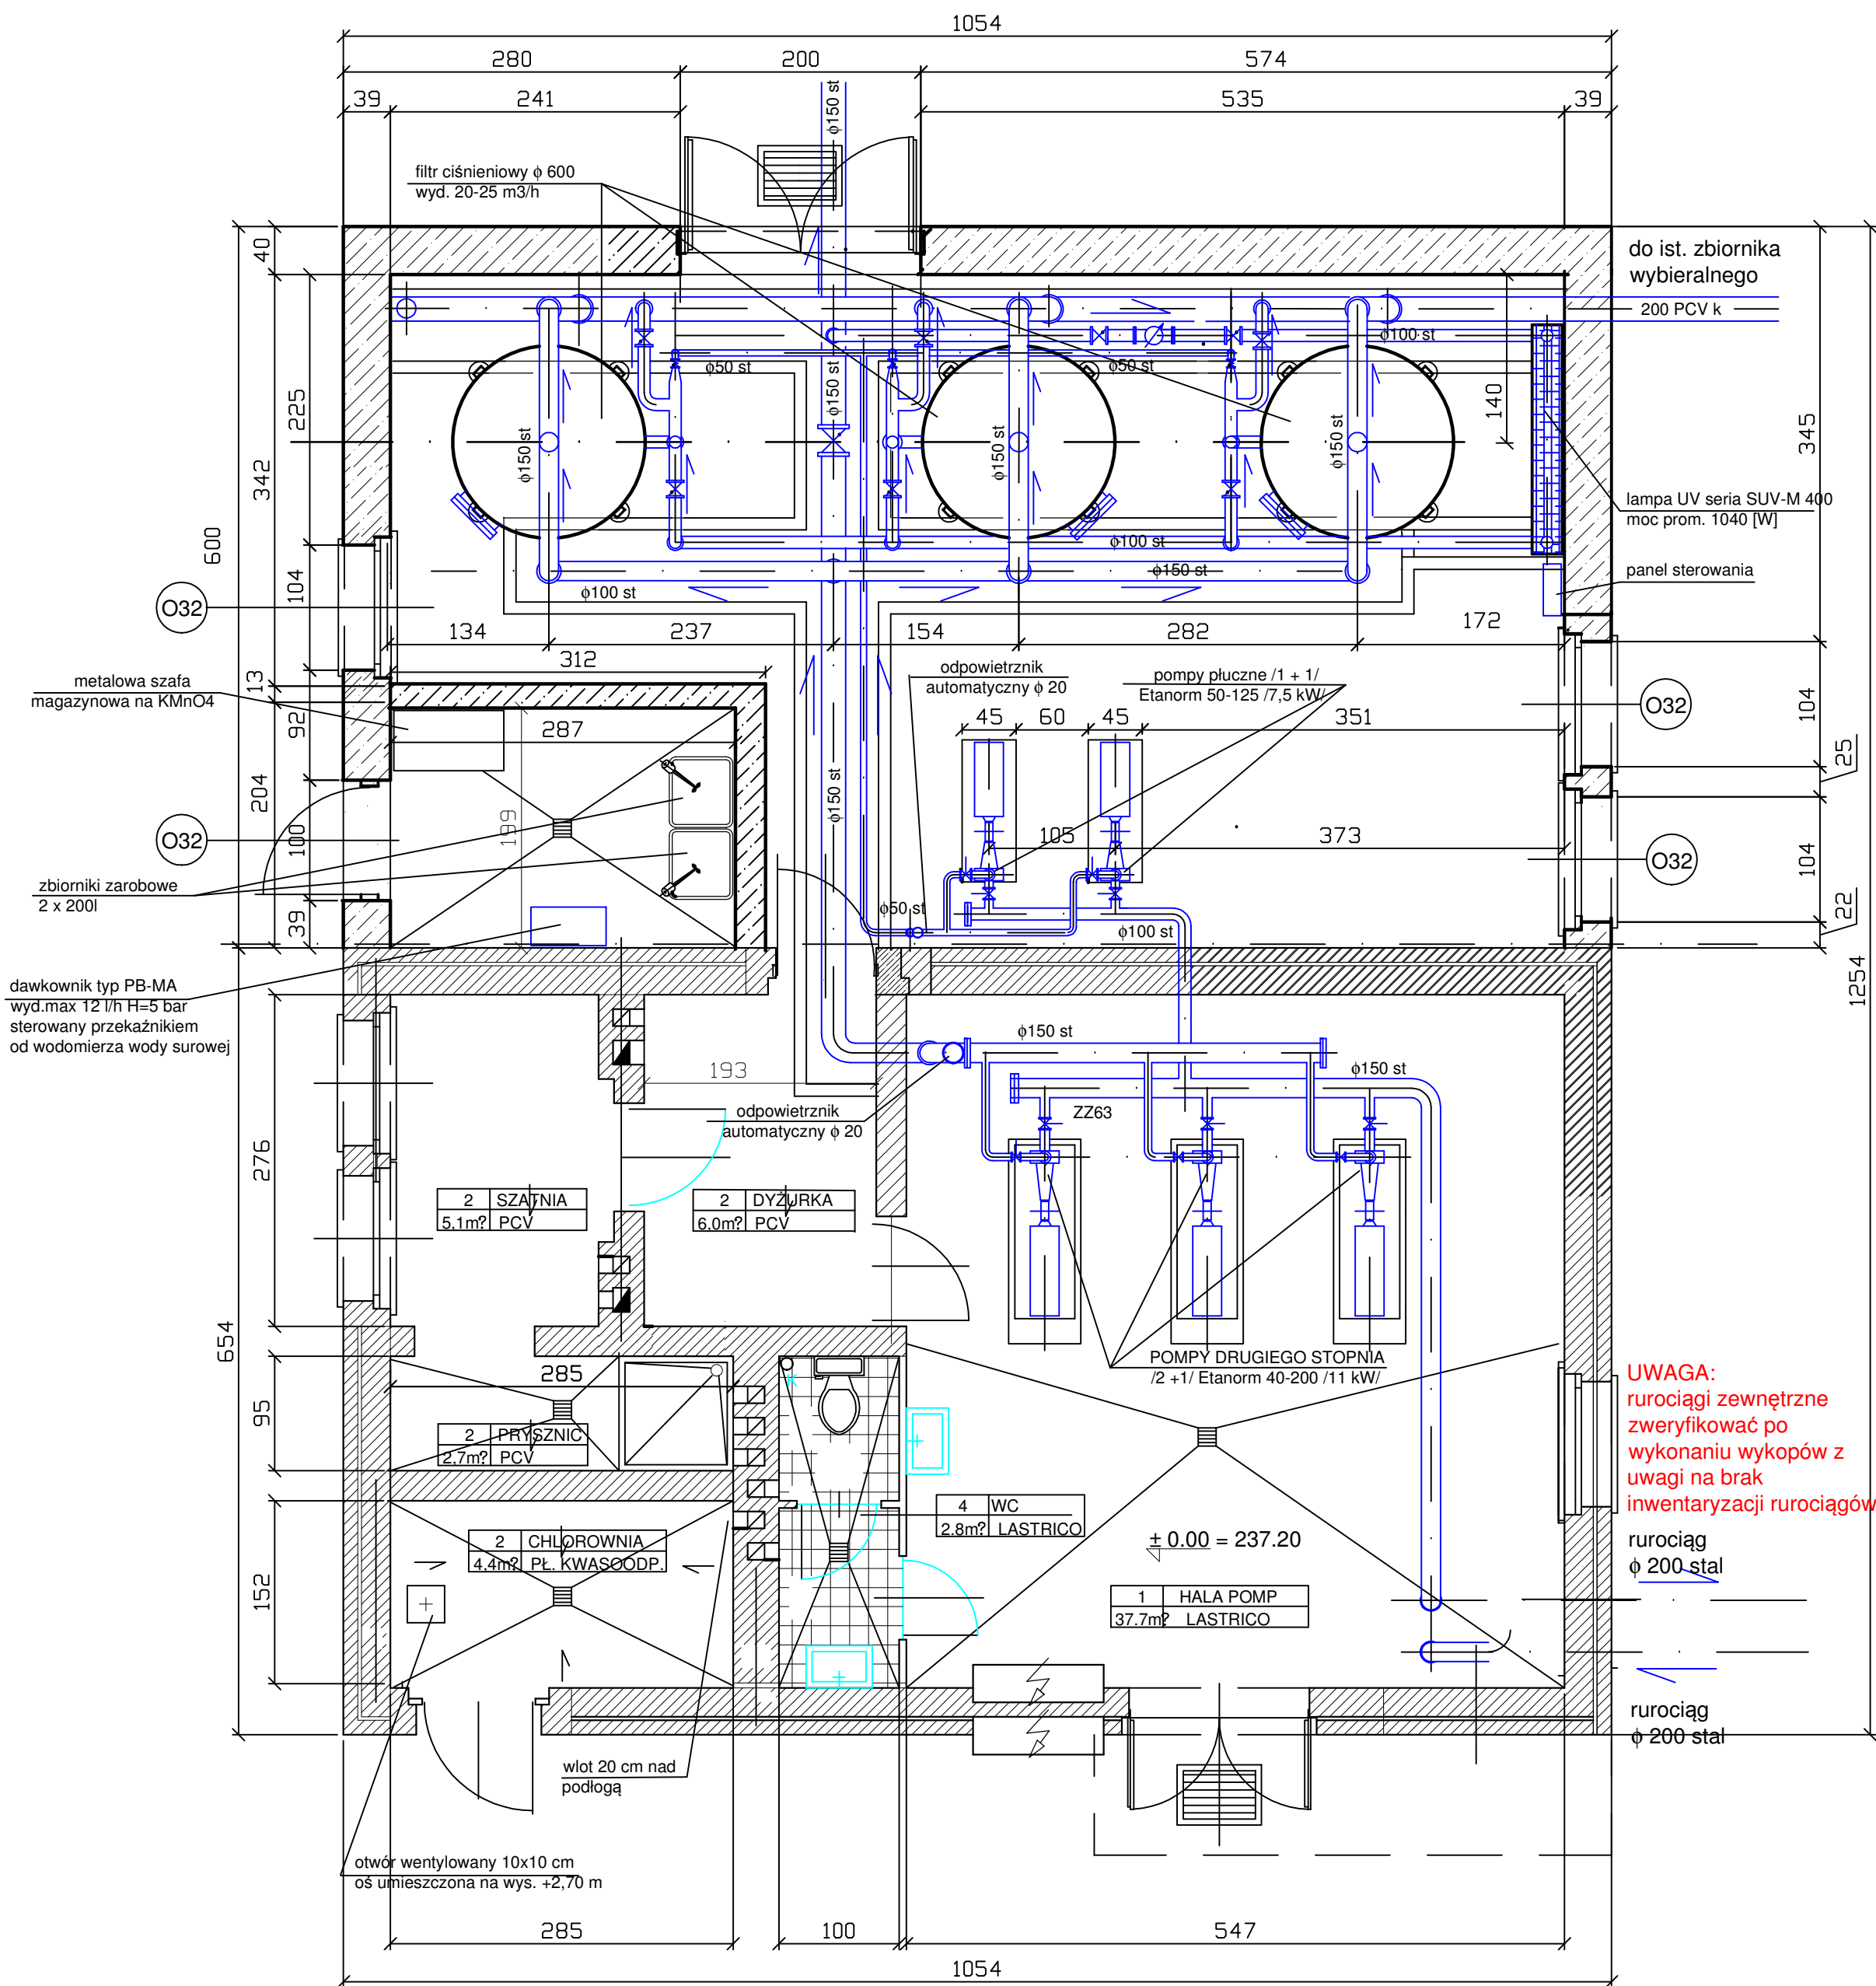 1054
280
200
574
39
241
535
39
ϕ150 st
filtr ciśnieniowy ϕ 600
wyd. 20-25 m3/h
do ist. zbiornika
wybieralnego
200 PCV k
40
225
342
600
104
13
92
204
100
39
ϕ50 st
ϕ150 st
ϕ50 st
ϕ100 st
140
345
ϕ150 st
ϕ150 st
ϕ150 st
lampa UV seria SUV-M 400
moc prom. 1040 [W]
ϕ100 st
ϕ150 st
ϕ100 st
panel sterowania
O32
134
237
154
282
172
312
metalowa szafa
magazynowa na KMnO4
odpowietrznik
automatyczny ϕ 20
pompy płuczne /1 + 1/
Etanorm 50-125 /7,5 kW/
O32
104
45
60
45
351
287
25
ϕ150 st
199
105
373
O32
O32
104
zbiorniki zarobowe
2 x 200l
22
ϕ50 st
ϕ100 st
dawkownik typ PB-MA
wyd.max 12 l/h H=5 bar
sterowany przekaźnikiem
od wodomierza wody surowej
1254
ϕ150 st
193
ϕ150 st
odpowietrznik
automatyczny ϕ 20
ZZ63
276
2 SZATNIA
5,1m? PCV
2 DYŻURKA
6,0m? PCV
654
POMPY DRUGIEGO STOPNIA
/2 +1/ Etanorm 40-200 /11 kW/
UWAGA:
rurociągi zewnętrzne
zweryfikować po
wykonaniu wykopów z
uwagi na brak
inwentaryzacji rurociągów
285
K
95
2 PRYSZNIC
2,7m? PCV
4 WC
2.8m? LASTRICO
± 0.00 = 237.20
2 CHLOROWNIA
4,4m? PŁ. KWASOODP.
152
1 HALA POMP
37.7m? LASTRICO
rurociąg
ϕ 200 stal
rurociąg
ϕ 200 stal
wlot 20 cm nad
podłogą
otwór wentylowany 10x10 cm
oś umieszczona na wys. +2,70 m
285
100
547
1054